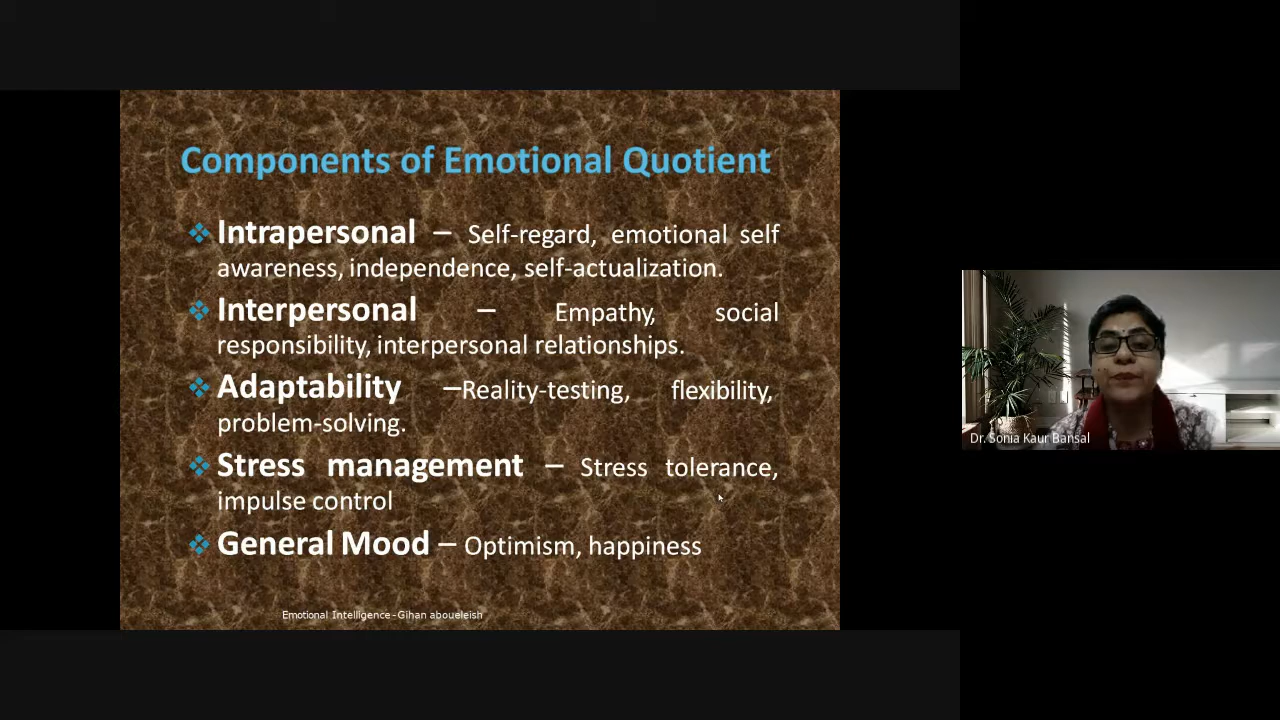 Components of Emotional Quotient
❖ Intrapersonal – Self-regard, emotional self
awareness, independence, self-actualization.
❖ Interpersonal – Empathy, social
responsibility, interpersonal relationships.
❖ Adaptability –Reality-testing, flexibility,
problem-solving.
❖ Stress management – Stress tolerance,
impulse control
❖ General Mood – Optimism, happiness
Emotional Intelligence - Gihan aboueleish
Dr. Sonia Kaur Bansal